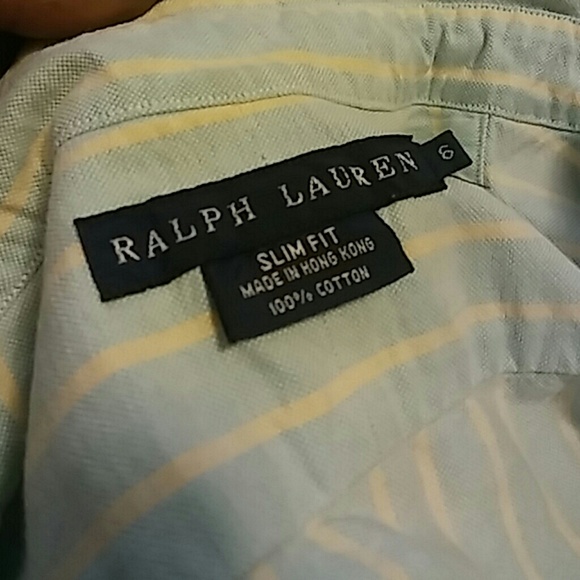 RALPH LAUREN 6
SLIM FIT
MADE IN HONG KONG
100% COTTON